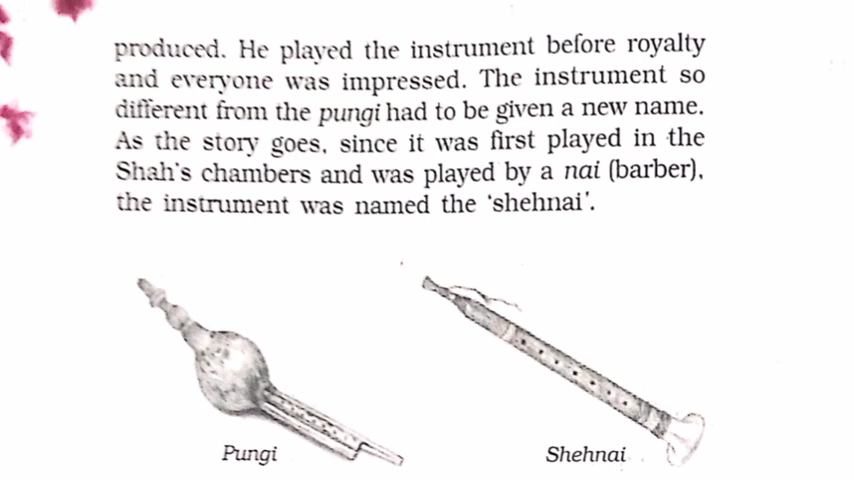 produced. He played the instrument before royalty
and everyone was impressed. The instrument so
different from the pungi had to be given a new name.
As the story goes, since it was first played in the
Shah's chambers and was played by a nai (barber),
the instrument was named the 'shehnai'.
Pungi
Shehnai